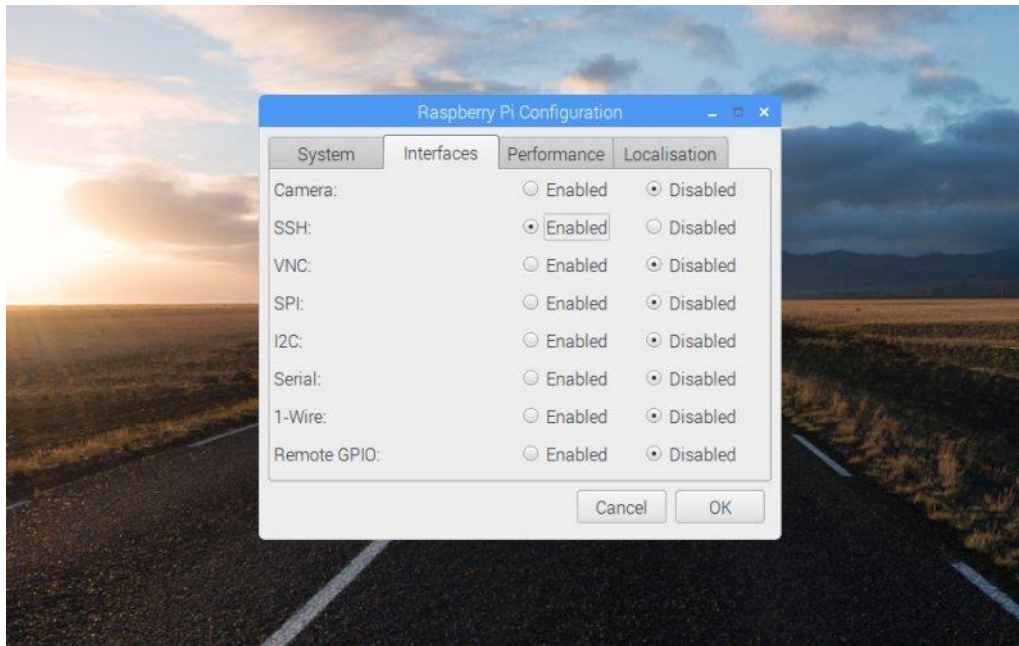 Raspberry Pi Configuration
System Interfaces Performance Localisation
Camera: Enabled Disabled
SSH: Enabled Disabled
VNC: Enabled Disabled
SPI: Enabled Disabled
I2C: Enabled Disabled
Serial: Enabled Disabled
1-Wire: Enabled Disabled
Remote GPIO: Enabled Disabled
Cancel OK